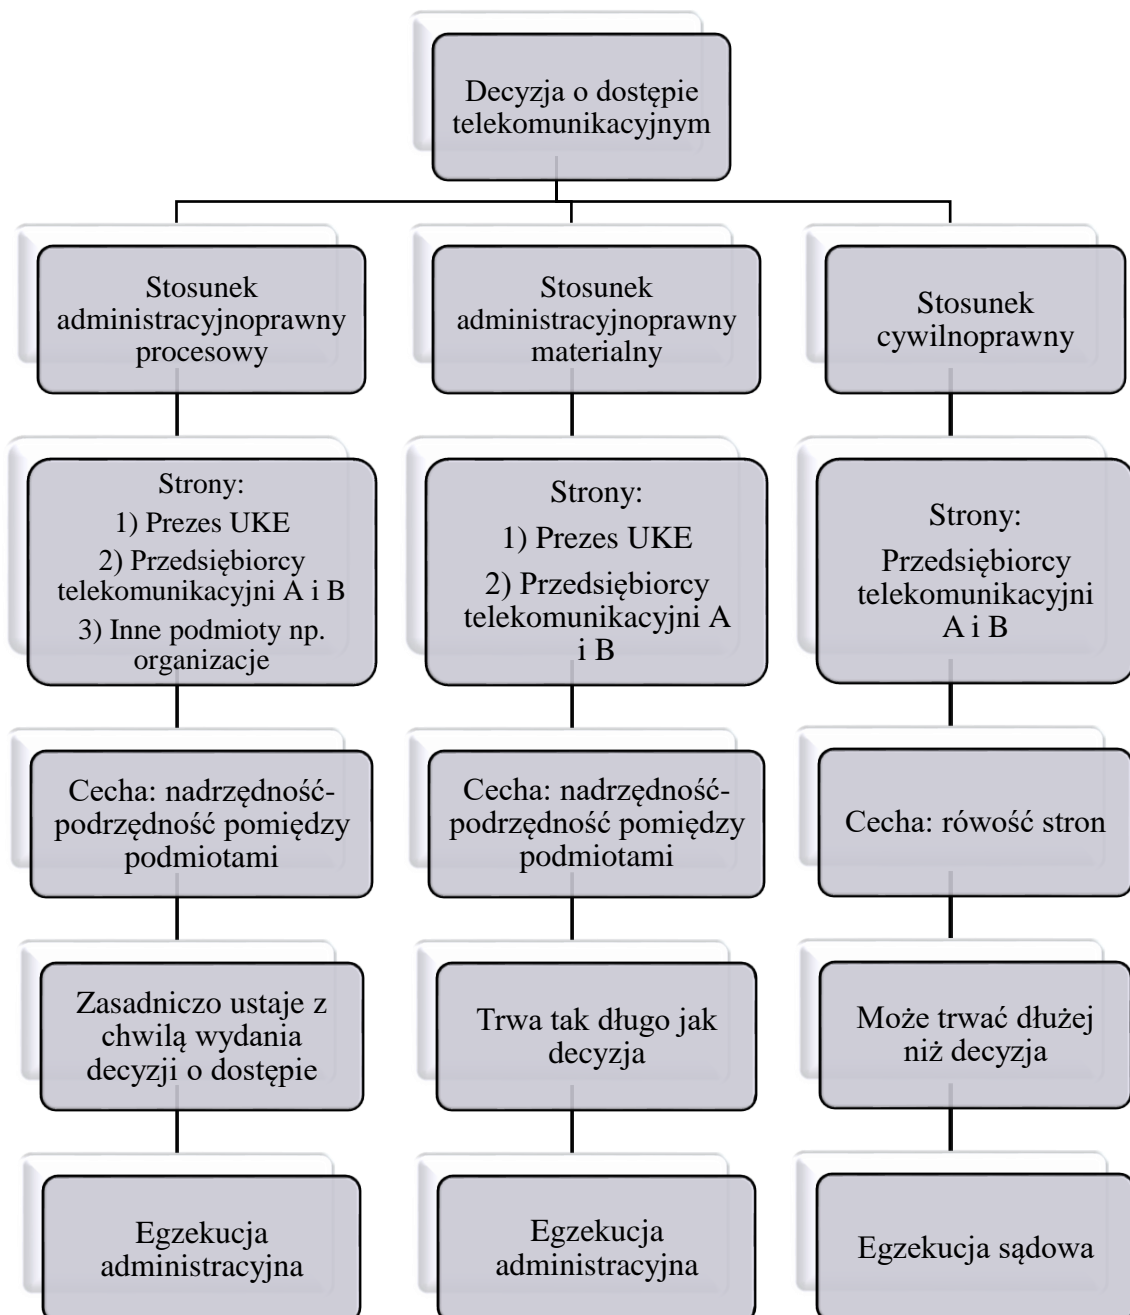 Decyzja o dostępie
telekomunikacyjnym
Stosunek
administracyjnoprawny
procesowy
Strony:
1) Prezes UKE
2) Przedsiębiorcy
telekomunikacyjni A i B
3) Inne podmioty np.
organizacje
Cecha: nadrzędność-
podrzędność pomiędzy
podmiotami
Zasadniczo ustaje z
chwilą wydania
decyzji o dostępie
Egzekucja
administracyjna
Stosunek
administracyjnoprawny
materialny
Strony:
1) Prezes UKE
2) Przedsiębiorcy
telekomunikacyjni A
i B
Cecha: nadrzędność-
podrzędność pomiędzy
podmiotami
Trwa tak długo jak
decyzja
Egzekucja
administracyjna
Stosunek
cywilnoprawny
Strony:
Przedsiębiorcy
telekomunikacyjni
A i B
Cecha: rówość stron
Może trwać dłużej
niż decyzja
Egzekucja sądowa